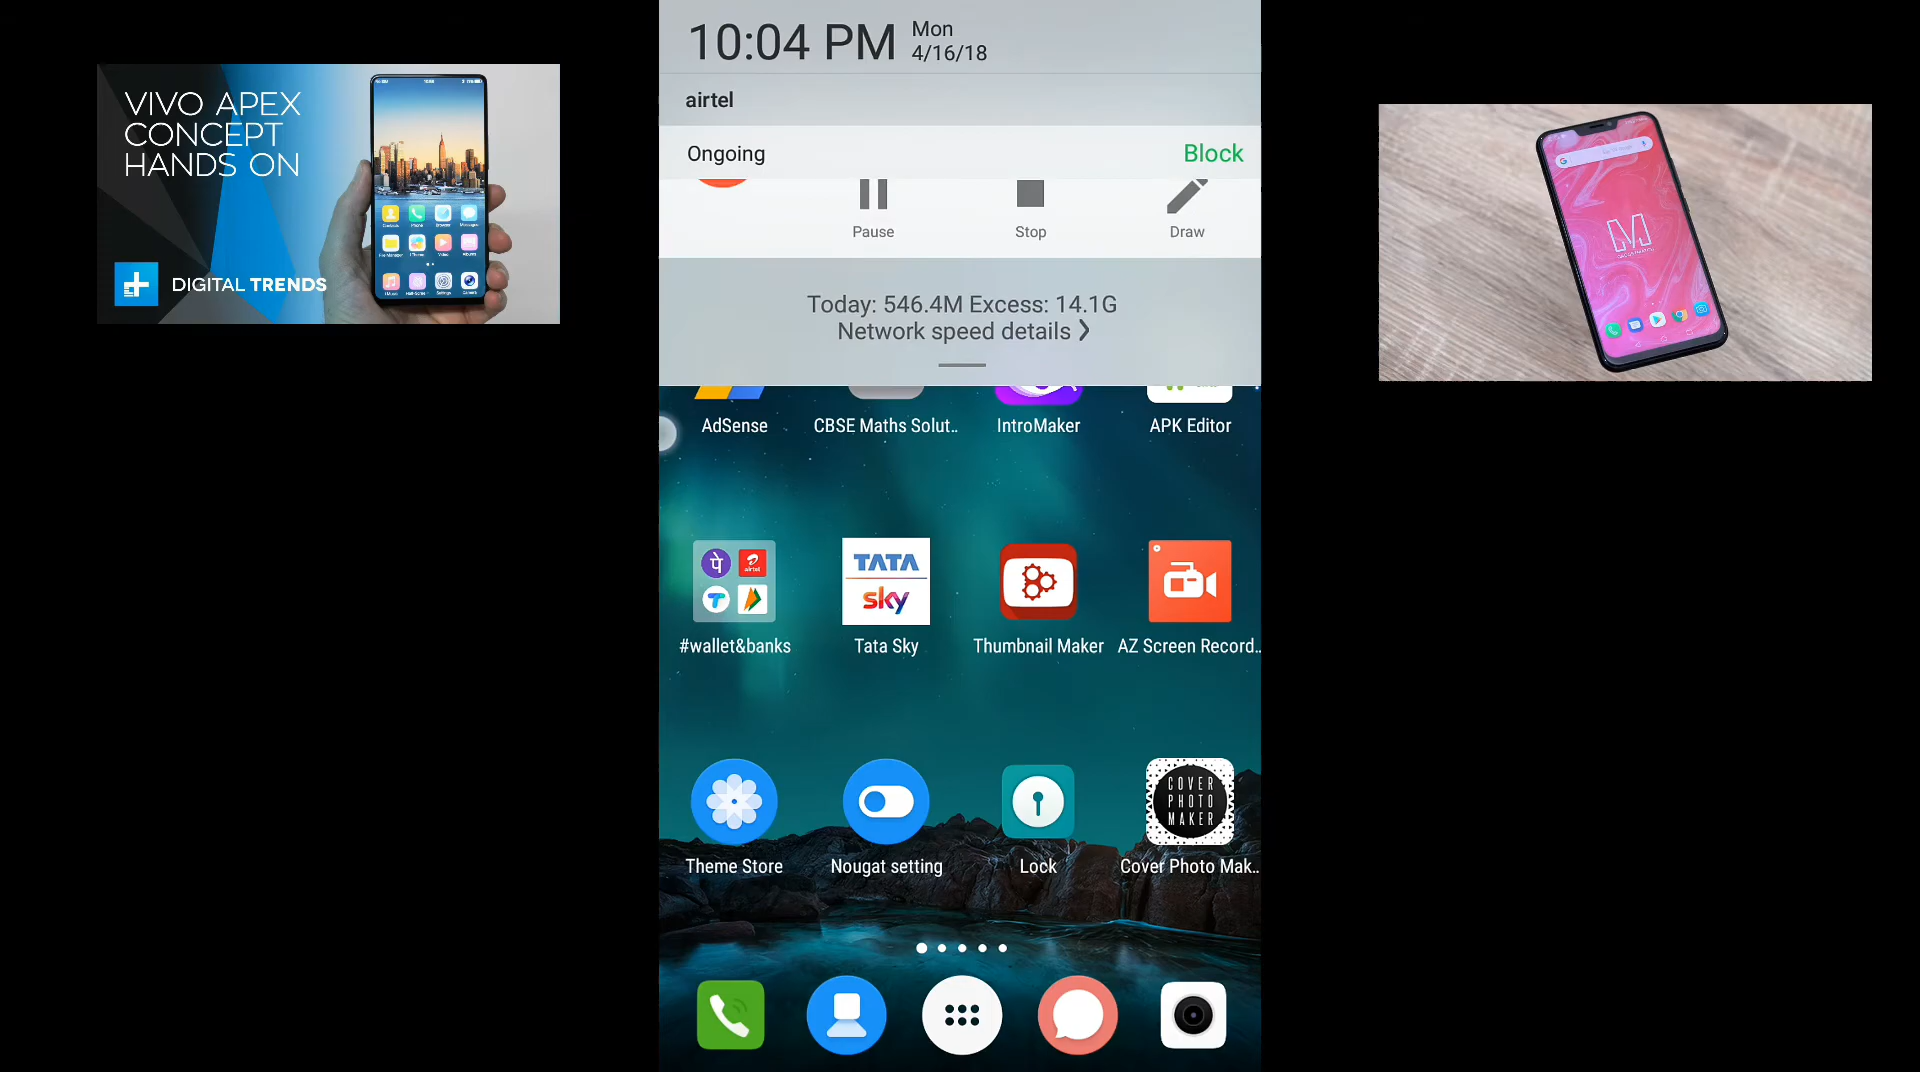 VIVO APEX
CONCEPT
HANDS ON
DIGITAL TRENDS
10:04 PM
Mon
4/16/18
airtel
Ongoing
Block
Pause
Stop
Draw
Today: 546.4M Excess: 14.1G
Network speed details
AdSense
CBSE Maths Solut..
IntroMaker
APK Editor
पे
airtel
TATA
sky
#wallet&banks
Tata Sky
Thumbnail Maker
AZ Screen Record..
COVER
PHOTO
MAKER
Theme Store
Nougat setting
Lock
Cover Photo Mak..
M